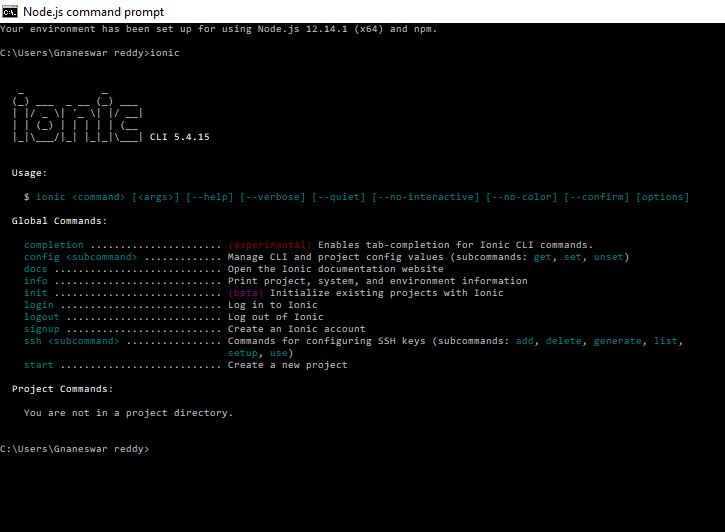 Node.js command prompt
Your environment has been set up for using Node.js 12.14.1 (x64) and npm.
C:\Users\Gnaneswar reddy>ionic
ionic CLI 5.4.15
Usage:
$ ionic <command> [<args>] [--help] [--verbose] [--quiet] [--no-interactive] [--no-color] [--confirm] [options]
Global Commands:
completion ...................... (experimental) Enables tab-completion for Ionic CLI commands.
config <subcommand> ............. Manage CLI and project config values (subcommands: get, set, unset)
docs ............................ Open the Ionic documentation website
info ............................ Print project, system, and environment information
init ............................ (beta) Initialize existing projects with Ionic
login ........................... Log in to Ionic
logout .......................... Log out of Ionic
signup .......................... Create an Ionic account
ssh <subcommand> ................ Commands for configuring SSH keys (subcommands: add, delete, generate, list,
setup, use)
start ........................... Create a new project
Project Commands:
You are not in a project directory.
C:\Users\Gnaneswar reddy>